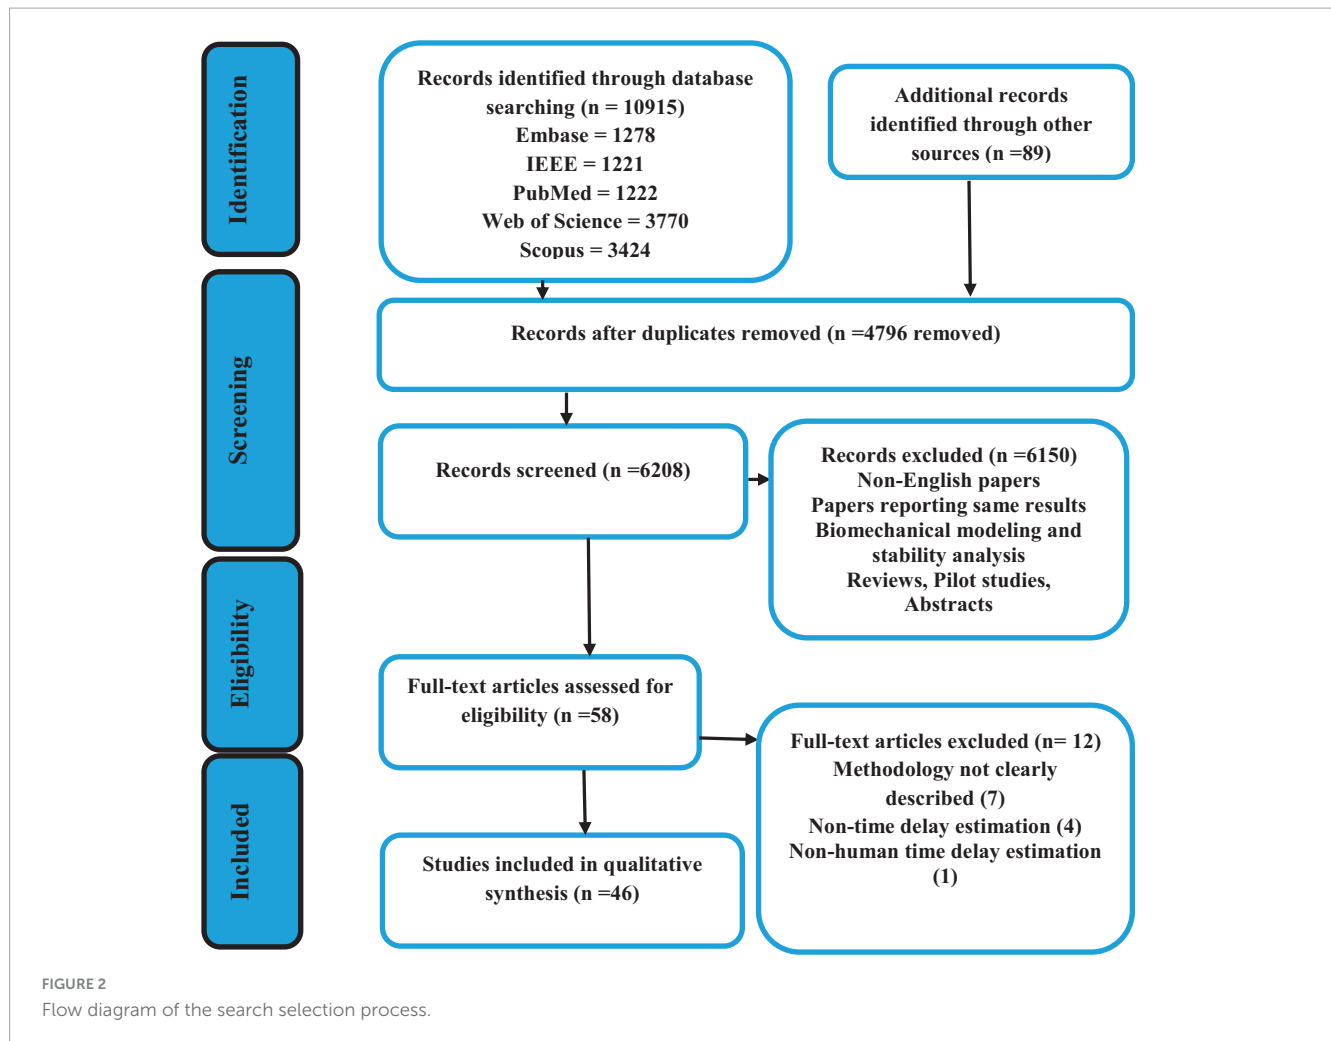 Identification
Records identified through database
searching (n = 10915)
Embase = 1278
IEEE = 1221
PubMed = 1222
Web of Science = 3770
Scopus = 3424
Additional records
identified through other
sources (n =89)
Screening
Records after duplicates removed (n =4796 removed)
Records screened (n =6208)
Records excluded (n =6150)
Non-English papers
Papers reporting same results
Biomechanical modeling and
stability analysis
Reviews, Pilot studies,
Abstracts
Eligibility
Full-text articles assessed for
eligibility (n =58)
Full-text articles excluded (n= 12)
Methodology not clearly
described (7)
Non-time delay estimation (4)
Non-human time delay estimation
(1)
Included
Studies included in qualitative
synthesis (n =46)
FIGURE 2
Flow diagram of the search selection process.